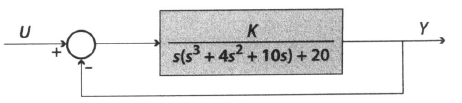 U
+
−
K
s(s³ + 4s² + 10s) + 20
Y